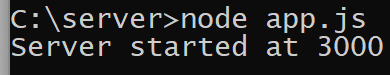 C:\server>node app.js
Server started at 3000